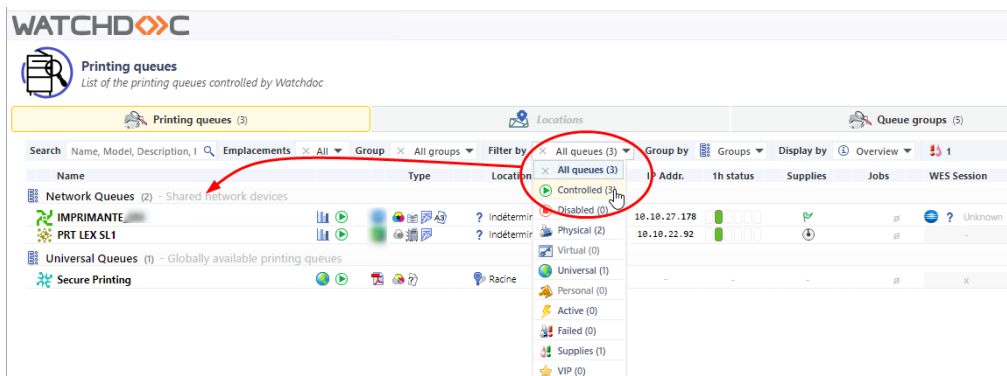 WATCHDOC
Printing queues
List of the printing queues controlled by Watchdoc
Printing queues (3) Locations Queue groups (5)
Search Name, Model, Description, Emplacements × All Group × All groups Filter by × All queues (3) Group by Groups Display by Overview 1
Name Type Location IP Addr. 1h status Supplies Jobs WES Session
× All queues (3)
Controlled (3)
Network Queues (2) - Shared network devices
Disabled (0)
IMPRIMANTE_ A3 ? Indétermin 10.10.27.178 ø ? Unknown
Physical (2)
PRT LEX SL1 ? Indétermin 10.10.22.92 ø -
Virtual (0)
Universal Queues (1) - Globally available printing queues
Universal (1)
Secure Printing ? Racine - - - ø x
Personal (0)
Active (0)
Failed (0)
Supplies (1)
VIP (0)